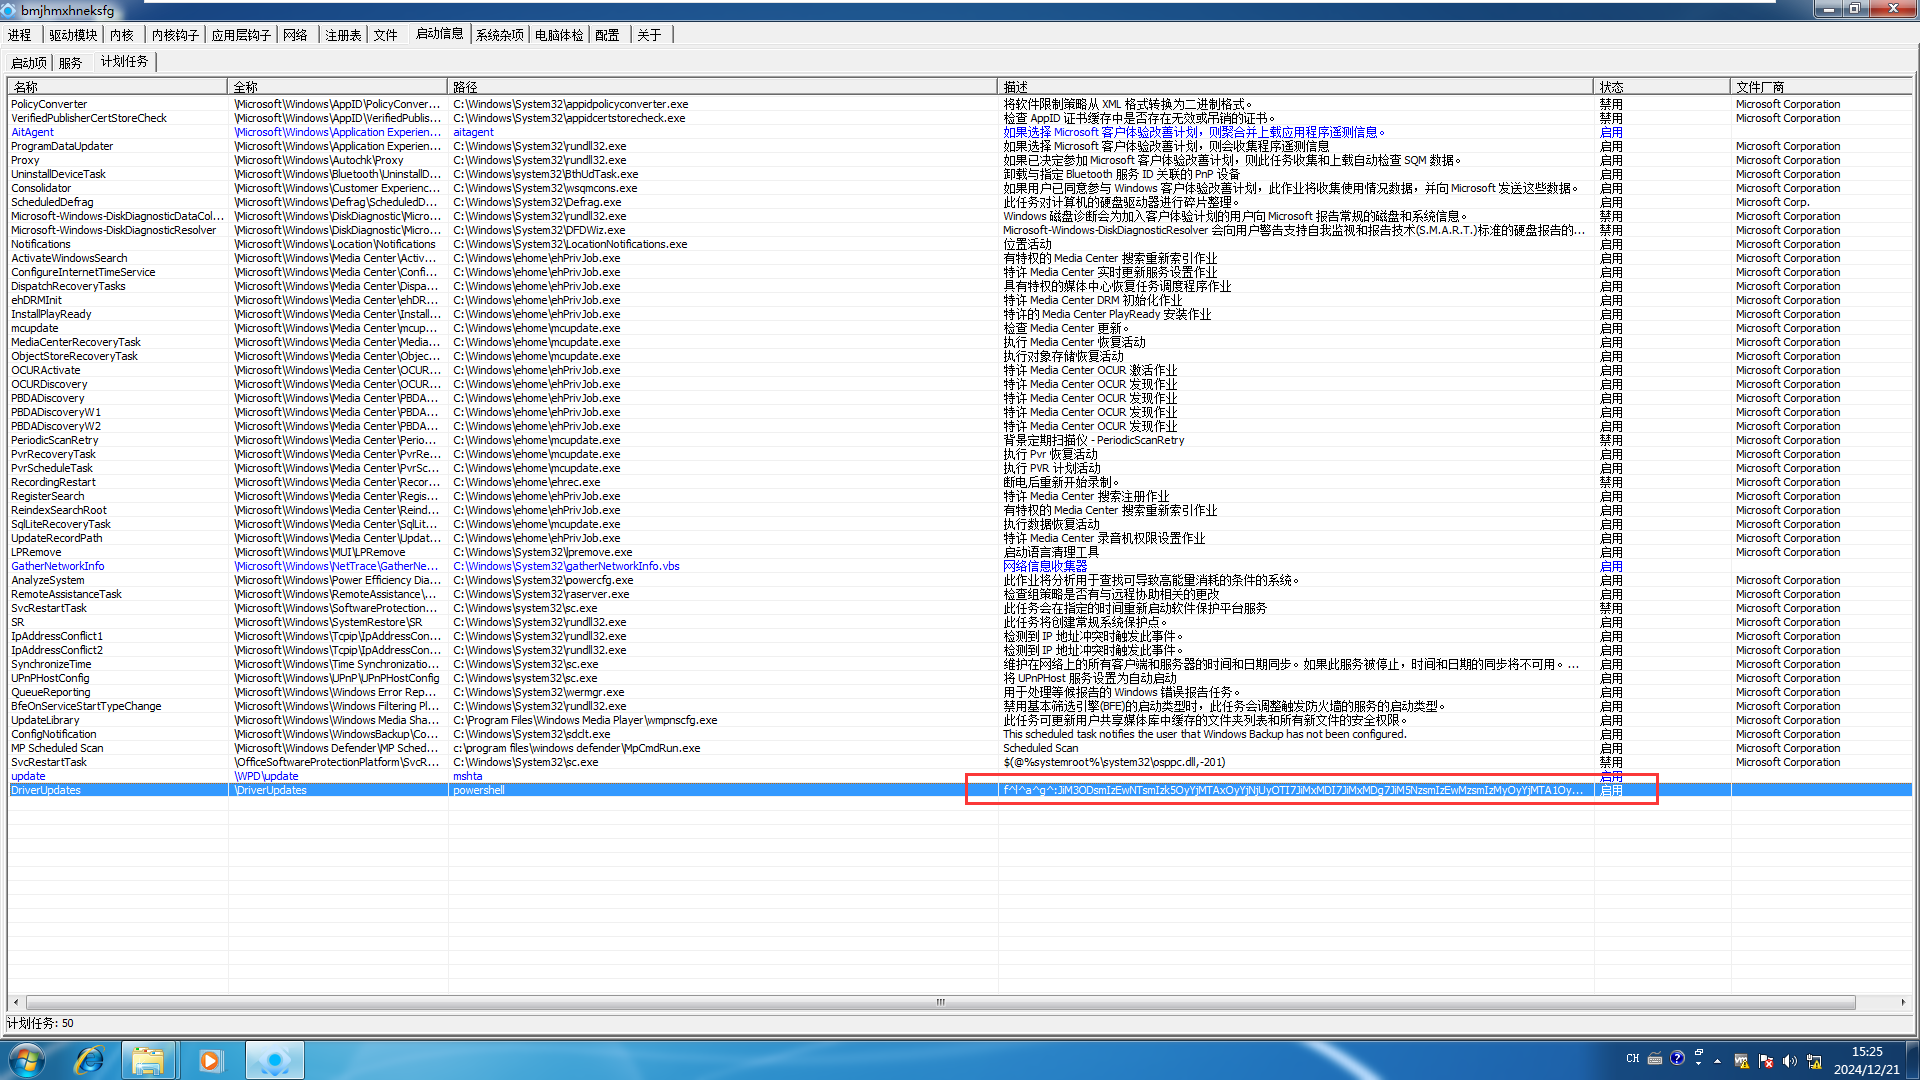 bmjhmxhneksfg
进程 驱动模块 内核 内核钩子 应用层钩子 网络 注册表 文件 启动信息 系统杂项 电脑体检 配置 关于
启动项 服务 计划任务
名称 全称 路径 描述 状态 文件厂商
PolicyConverter \Microsoft\Windows\AppID\PolicyConver... C:\Windows\System32\appidpolicyconverter.exe 将软件限制策略从 XML 格式转换为二进制格式。 禁用 Microsoft Corporation
VerifiedPublisherCertStoreCheck \Microsoft\Windows\AppID\VerifiedPublis... C:\Windows\System32\appidcertstorecheck.exe 检查 AppID 证书缓存中是否存在无效或吊销的证书。 禁用 Microsoft Corporation
AitAgent \Microsoft\Windows\Application Experien... aitagent 如果选择 Microsoft 客户体验改善计划，则聚合并上载应用程序遥测信息。 启用
ProgramDataUpdater \Microsoft\Windows\Application Experien... C:\Windows\System32\rundll32.exe 如果选择 Microsoft 客户体验改善计划，则会收集程序遥测信息 启用 Microsoft Corporation
Proxy \Microsoft\Windows\Autochk\Proxy C:\Windows\System32\rundll32.exe 如果已决定参加 Microsoft 客户体验改善计划，则此任务收集和上载自动检查 SQM 数据。 启用 Microsoft Corporation
UninstallDeviceTask \Microsoft\Windows\Bluetooth\UninstallD... C:\Windows\system32\BthUdTask.exe 卸载与指定 Bluetooth 服务 ID 关联的 PnP 设备 启用 Microsoft Corporation
Consolidator \Microsoft\Windows\Customer Experienc... C:\Windows\System32\wsqmcons.exe 如果用户已同意参与 Windows 客户体验改善计划，此作业将收集使用情况数据，并向 Microsoft 发送这些数据。 启用 Microsoft Corporation
ScheduledDefrag \Microsoft\Windows\Defrag\ScheduledD... C:\Windows\System32\Defrag.exe 此任务对计算机的硬盘驱动器进行碎片整理。 启用 Microsoft Corp.
Microsoft-Windows-DiskDiagnosticDataCol... \Microsoft\Windows\DiskDiagnostic\Micro... C:\Windows\System32\rundll32.exe Windows 磁盘诊断会为加入客户体验计划的用户向 Microsoft 报告常规的磁盘和系统信息。 禁用 Microsoft Corporation
Microsoft-Windows-DiskDiagnosticResolver \Microsoft\Windows\DiskDiagnostic\Micro... C:\Windows\System32\DFDWiz.exe Microsoft-Windows-DiskDiagnosticResolver 会向用户警告支持自我监视和报告技术(S.M.A.R.T.)标准的硬盘报告的... 禁用 Microsoft Corporation
Notifications \Microsoft\Windows\Location\Notifications C:\Windows\System32\LocationNotifications.exe 位置活动 启用 Microsoft Corporation
ActivateWindowsSearch \Microsoft\Windows\Media Center\Activ... C:\Windows\ehome\ehPrivJob.exe 有特权的 Media Center 搜索重新索引作业 启用 Microsoft Corporation
ConfigureInternetTimeService \Microsoft\Windows\Media Center\Confi... C:\Windows\ehome\ehPrivJob.exe 特许 Media Center 实时更新服务设置作业 启用 Microsoft Corporation
DispatchRecoveryTasks \Microsoft\Windows\Media Center\Dispa... C:\Windows\ehome\ehPrivJob.exe 具有特权的媒体中心恢复任务调度程序作业 启用 Microsoft Corporation
ehDRMInit \Microsoft\Windows\Media Center\ehDR... C:\Windows\ehome\ehPrivJob.exe 特许 Media Center DRM 初始化作业 启用 Microsoft Corporation
InstallPlayReady \Microsoft\Windows\Media Center\Install... C:\Windows\ehome\ehPrivJob.exe 特许的 Media Center PlayReady 安装作业 启用 Microsoft Corporation
mcupdate \Microsoft\Windows\Media Center\mcup... C:\Windows\ehome\mcupdate.exe 检查 Media Center 更新。 启用 Microsoft Corporation
MediaCenterRecoveryTask \Microsoft\Windows\Media Center\Media... C:\Windows\ehome\mcupdate.exe 执行 Media Center 恢复活动 启用 Microsoft Corporation
ObjectStoreRecoveryTask \Microsoft\Windows\Media Center\Objec... C:\Windows\ehome\mcupdate.exe 执行对象存储恢复活动 启用 Microsoft Corporation
OCURActivate \Microsoft\Windows\Media Center\OCUR... C:\Windows\ehome\ehPrivJob.exe 特许 Media Center OCUR 激活作业 启用 Microsoft Corporation
OCURDiscovery \Microsoft\Windows\Media Center\OCUR... C:\Windows\ehome\ehPrivJob.exe 特许 Media Center OCUR 发现作业 启用 Microsoft Corporation
PBDADiscovery \Microsoft\Windows\Media Center\PBDA... C:\Windows\ehome\ehPrivJob.exe 特许 Media Center OCUR 发现作业 启用 Microsoft Corporation
PBDADiscoveryW1 \Microsoft\Windows\Media Center\PBDA... C:\Windows\ehome\ehPrivJob.exe 特许 Media Center OCUR 发现作业 启用 Microsoft Corporation
PBDADiscoveryW2 \Microsoft\Windows\Media Center\PBDA... C:\Windows\ehome\ehPrivJob.exe 特许 Media Center OCUR 发现作业 启用 Microsoft Corporation
PeriodicScanRetry \Microsoft\Windows\Media Center\Perio... C:\Windows\ehome\mcupdate.exe 背景定期扫描仪 - PeriodicScanRetry 禁用 Microsoft Corporation
PvrRecoveryTask \Microsoft\Windows\Media Center\PvrRe... C:\Windows\ehome\mcupdate.exe 执行 Pvr 恢复活动 启用 Microsoft Corporation
PvrScheduleTask \Microsoft\Windows\Media Center\PvrSc... C:\Windows\ehome\mcupdate.exe 执行 PVR 计划活动 启用 Microsoft Corporation
RecordingRestart \Microsoft\Windows\Media Center\Recor... C:\Windows\ehome\ehrec.exe 断电后重新开始录制。 禁用 Microsoft Corporation
RegisterSearch \Microsoft\Windows\Media Center\Regis... C:\Windows\ehome\ehPrivJob.exe 特许 Media Center 搜索注册作业 启用 Microsoft Corporation
ReindexSearchRoot \Microsoft\Windows\Media Center\Reind... C:\Windows\ehome\ehPrivJob.exe 有特权的 Media Center 搜索重新索引作业 启用 Microsoft Corporation
SqlLiteRecoveryTask \Microsoft\Windows\Media Center\SqlLit... C:\Windows\ehome\mcupdate.exe 执行数据恢复活动 启用 Microsoft Corporation
UpdateRecordPath \Microsoft\Windows\Media Center\Updat... C:\Windows\ehome\ehPrivJob.exe 特许 Media Center 录音机权限设置作业 启用 Microsoft Corporation
LPRemove \Microsoft\Windows\MUI\LPRemove C:\Windows\System32\lpremove.exe 启动语言清理工具 启用 Microsoft Corporation
GatherNetworkInfo \Microsoft\Windows\NetTrace\GatherNe... C:\Windows\System32\gatherNetworkInfo.vbs 网络信息收集器 启用
AnalyzeSystem \Microsoft\Windows\Power Efficiency Dia... C:\Windows\System32\powercfg.exe 此作业将分析用于查找可导致高能量消耗的条件的系统。 启用 Microsoft Corporation
RemoteAssistanceTask \Microsoft\Windows\RemoteAssistance\... C:\Windows\System32\raserver.exe 检查组策略是否有与远程协助相关的更改 启用 Microsoft Corporation
SvcRestartTask \Microsoft\Windows\SoftwareProtection... C:\Windows\system32\sc.exe 此任务会在指定的时间重新启动软件保护平台服务 禁用 Microsoft Corporation
SR \Microsoft\Windows\SystemRestore\SR C:\Windows\System32\rundll32.exe 此任务将创建常规系统保护点。 启用 Microsoft Corporation
IpAddressConflict1 \Microsoft\Windows\Tcpip\IpAddressCon... C:\Windows\System32\rundll32.exe 检测到 IP 地址冲突时触发此事件。 启用 Microsoft Corporation
IpAddressConflict2 \Microsoft\Windows\Tcpip\IpAddressCon... C:\Windows\System32\rundll32.exe 检测到 IP 地址冲突时触发此事件。 启用 Microsoft Corporation
SynchronizeTime \Microsoft\Windows\Time Synchronizatio... C:\Windows\System32\sc.exe 维护在网络上的所有客户端和服务器的时间和日期同步。如果此服务被停止，时间和日期的同步将不可用。... 启用 Microsoft Corporation
UPnPHostConfig \Microsoft\Windows\UPnP\UPnPHostConfig C:\Windows\system32\sc.exe 将 UPnPHost 服务设置为自动启动 启用 Microsoft Corporation
QueueReporting \Microsoft\Windows\Windows Error Rep... C:\Windows\System32\wermgr.exe 用于处理等候报告的 Windows 错误报告任务。 启用 Microsoft Corporation
BfeOnServiceStartTypeChange \Microsoft\Windows\Windows Filtering Pl... C:\Windows\System32\rundll32.exe 禁用基本筛选引擎(BFE)的启动类型时，此任务会调整触发防火墙的服务的启动类型。 启用 Microsoft Corporation
UpdateLibrary \Microsoft\Windows\Windows Media Sha... C:\Program Files\Windows Media Player\wmpnscfg.exe 此任务可更新用户共享媒体库中缓存的文件夹列表和所有新文件的安全权限。 启用 Microsoft Corporation
ConfigNotification \Microsoft\Windows\WindowsBackup\Co... C:\Windows\System32\sdclt.exe This scheduled task notifies the user that Windows Backup has not been configured. 启用 Microsoft Corporation
MP Scheduled Scan \Microsoft\Windows Defender\MP Sched... c:\program files\windows defender\MpCmdRun.exe Scheduled Scan 启用 Microsoft Corporation
SvcRestartTask \OfficeSoftwareProtectionPlatform\SvcR... C:\Windows\System32\sc.exe $(@%systemroot%\system32\osppc.dll,-201) 禁用 Microsoft Corporation
update \WPD\update mshta 启用
DriverUpdates \DriverUpdates powershell f^l^a^g^:JiM3ODsmIzEwNTsmIzk5OyYjMTAxOyYjNjUyOTI7JiMxMDI7JiMxMDg7JiM5NzsmIzEwMzsmIzMyOyYjMTA1Oy... 启用
计划任务: 50
CH
15:25
2024/12/21